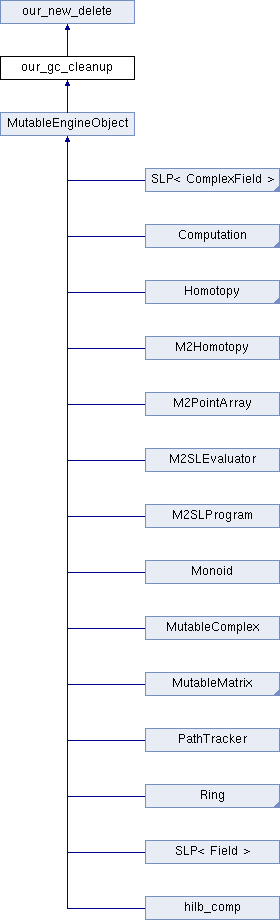 our_new_delete
our_gc_cleanup
MutableEngineObject
SLP< ComplexField >
Computation
Homotopy
M2Homotopy
M2PointArray
M2SLEvaluator
M2SLProgram
Monoid
MutableComplex
MutableMatrix
PathTracker
Ring
SLP< Field >
hilb_comp